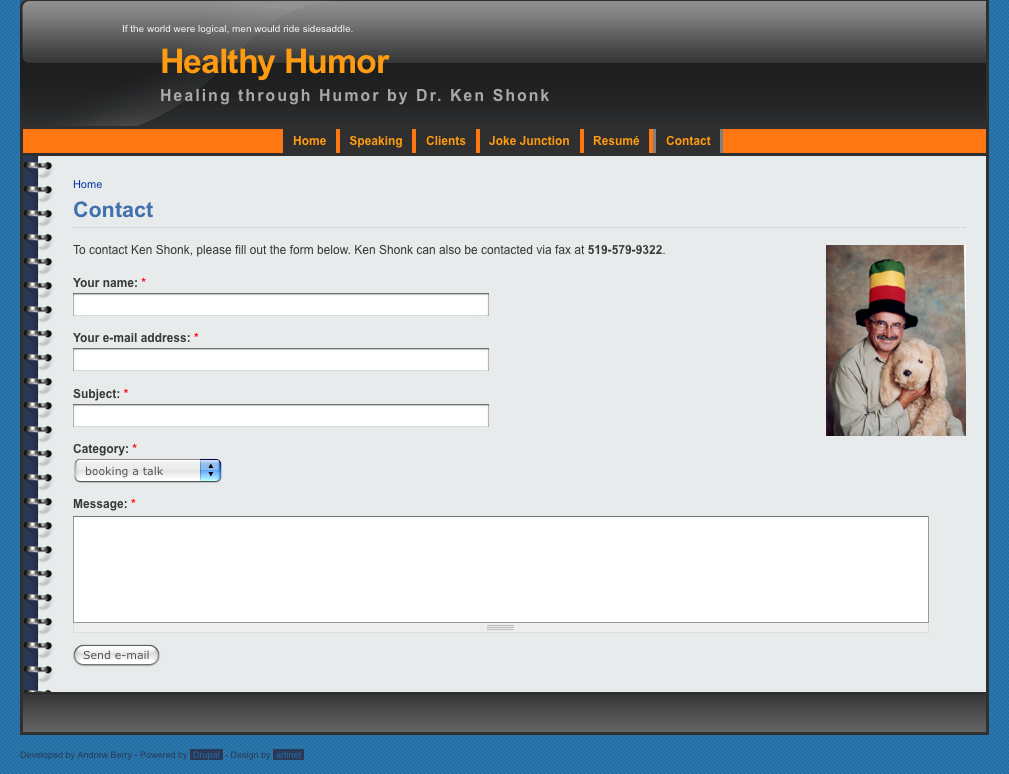 If the world were logical, men would ride sidesaddle.
Healthy Humor
Healing through Humor by Dr. Ken Shonk
Home Speaking Clients Joke Junction Resumé Contact
Home
Contact
To contact Ken Shonk, please fill out the form below. Ken Shonk can also be contacted via fax at 519-579-9322.
Your name: *
Your e-mail address: *
Subject: *
Category: *
booking a talk
Message: *
Send e-mail
Developed by Andrew Berry - Powered by Drupal - Design by artinet